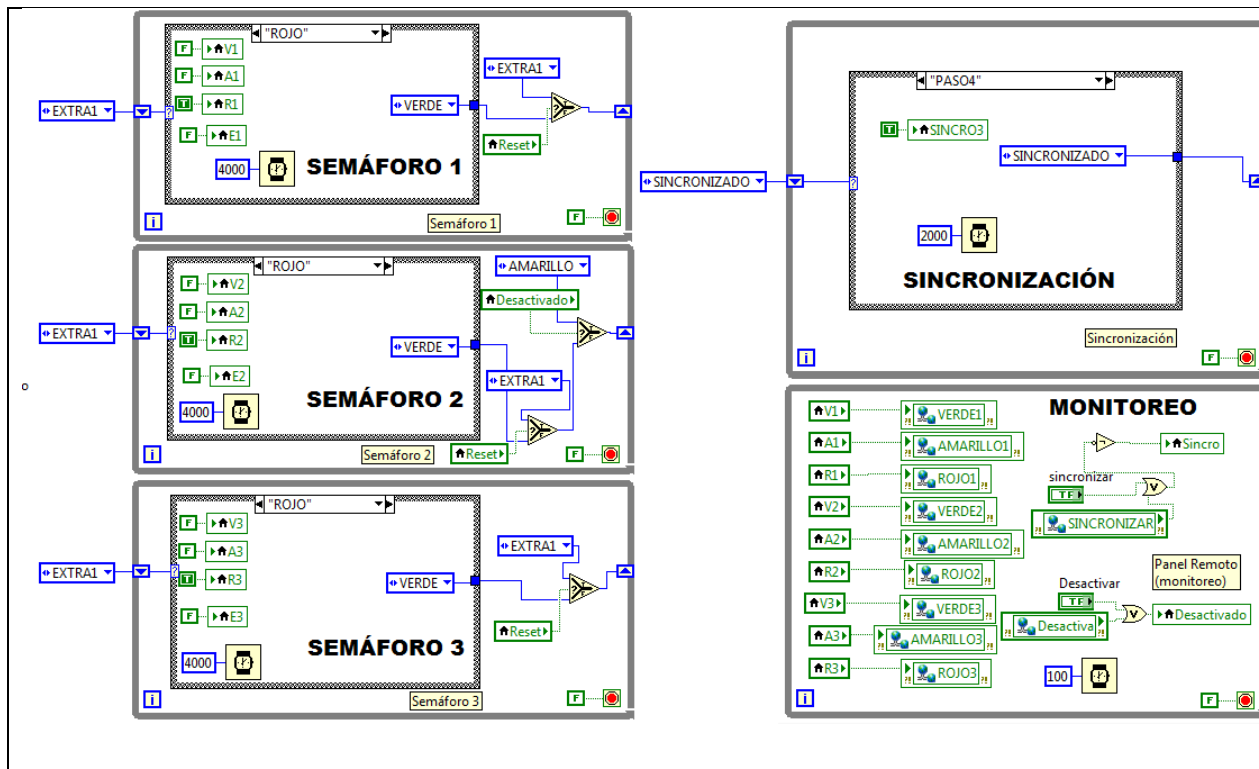 "ROJO"
F V1
F A1
T R1
F E1
4000
EXTRA1
VERDE
EXTRA1
Reset
?
?
SEMÁFORO 1
Semáforo 1
i
F
"ROJO"
F V2
F A2
T R2
F E2
4000
EXTRA1
VERDE
AMARILLO
Desactivado
?
EXTRA1
?
Reset
?
SEMÁFORO 2
Semáforo 2
i
F
o
"ROJO"
F V3
F A3
T R3
F E3
4000
EXTRA1
VERDE
EXTRA1
Reset
?
?
SEMÁFORO 3
Semáforo 3
i
F
"PASO4"
T SINCRO3
SINCRONIZADO
SINCRONIZADO
?
2000
SINCRONIZACIÓN
Sincronización
i
F
MONITOREO
V1 VERDE1
A1 AMARILLO1
R1 ROJO1
V2 VERDE2
A2 AMARILLO2
R2 ROJO2
V3 VERDE3
A3 AMARILLO3
R3 ROJO3
Sincro
sincronizar
TF
V
SINCRONIZAR
Panel Remoto
(monitoreo)
Desactivar
TF
V
Desactivado
Desactiva
100
i
F